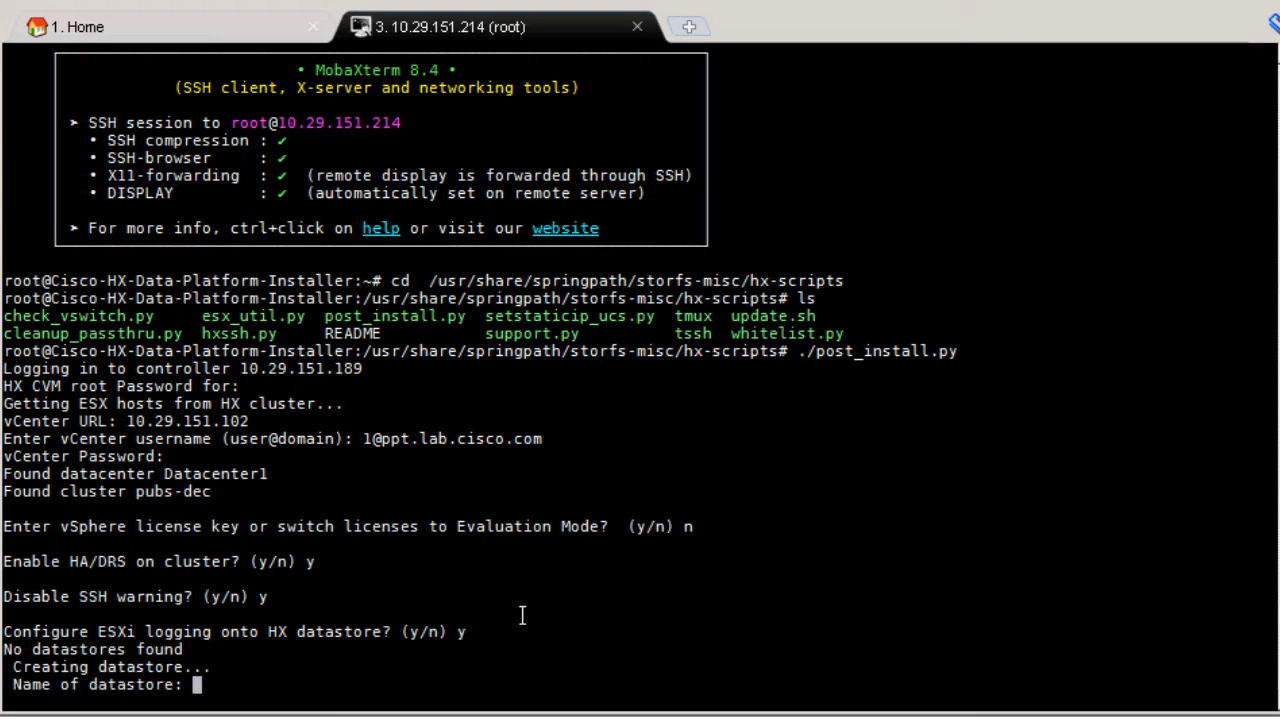 1. Home
3. 10.29.151.214 (root)
• MobaXterm 8.4 •
(SSH client, X-server and networking tools)
➤ SSH session to root@10.29.151.214
• SSH compression : ✔
• SSH-browser     : ✔
• X11-forwarding  : ✔  (remote display is forwarded through SSH)
• DISPLAY         : ✔  (automatically set on remote server)
➤ For more info, ctrl+click on help or visit our website
root@Cisco-HX-Data-Platform-Installer:~# cd  /usr/share/springpath/storfs-misc/hx-scripts
root@Cisco-HX-Data-Platform-Installer:/usr/share/springpath/storfs-misc/hx-scripts# ls
check_vswitch.py     esx_util.py  post_install.py  setstaticip_ucs.py  tmux  update.sh
cleanup_passthru.py  hxssh.py     README           support.py          tssh  whitelist.py
root@Cisco-HX-Data-Platform-Installer:/usr/share/springpath/storfs-misc/hx-scripts# ./post_install.py
Logging in to controller 10.29.151.189
HX CVM root Password for:
Getting ESX hosts from HX cluster...
vCenter URL: 10.29.151.102
Enter vCenter username (user@domain): 1@ppt.lab.cisco.com
vCenter Password:
Found datacenter Datacenter1
Found cluster pubs-dec
Enter vSphere license key or switch licenses to Evaluation Mode?  (y/n) n
Enable HA/DRS on cluster? (y/n) y
Disable SSH warning? (y/n) y
Configure ESXi logging onto HX datastore? (y/n) y
No datastores found
Creating datastore...
Name of datastore: